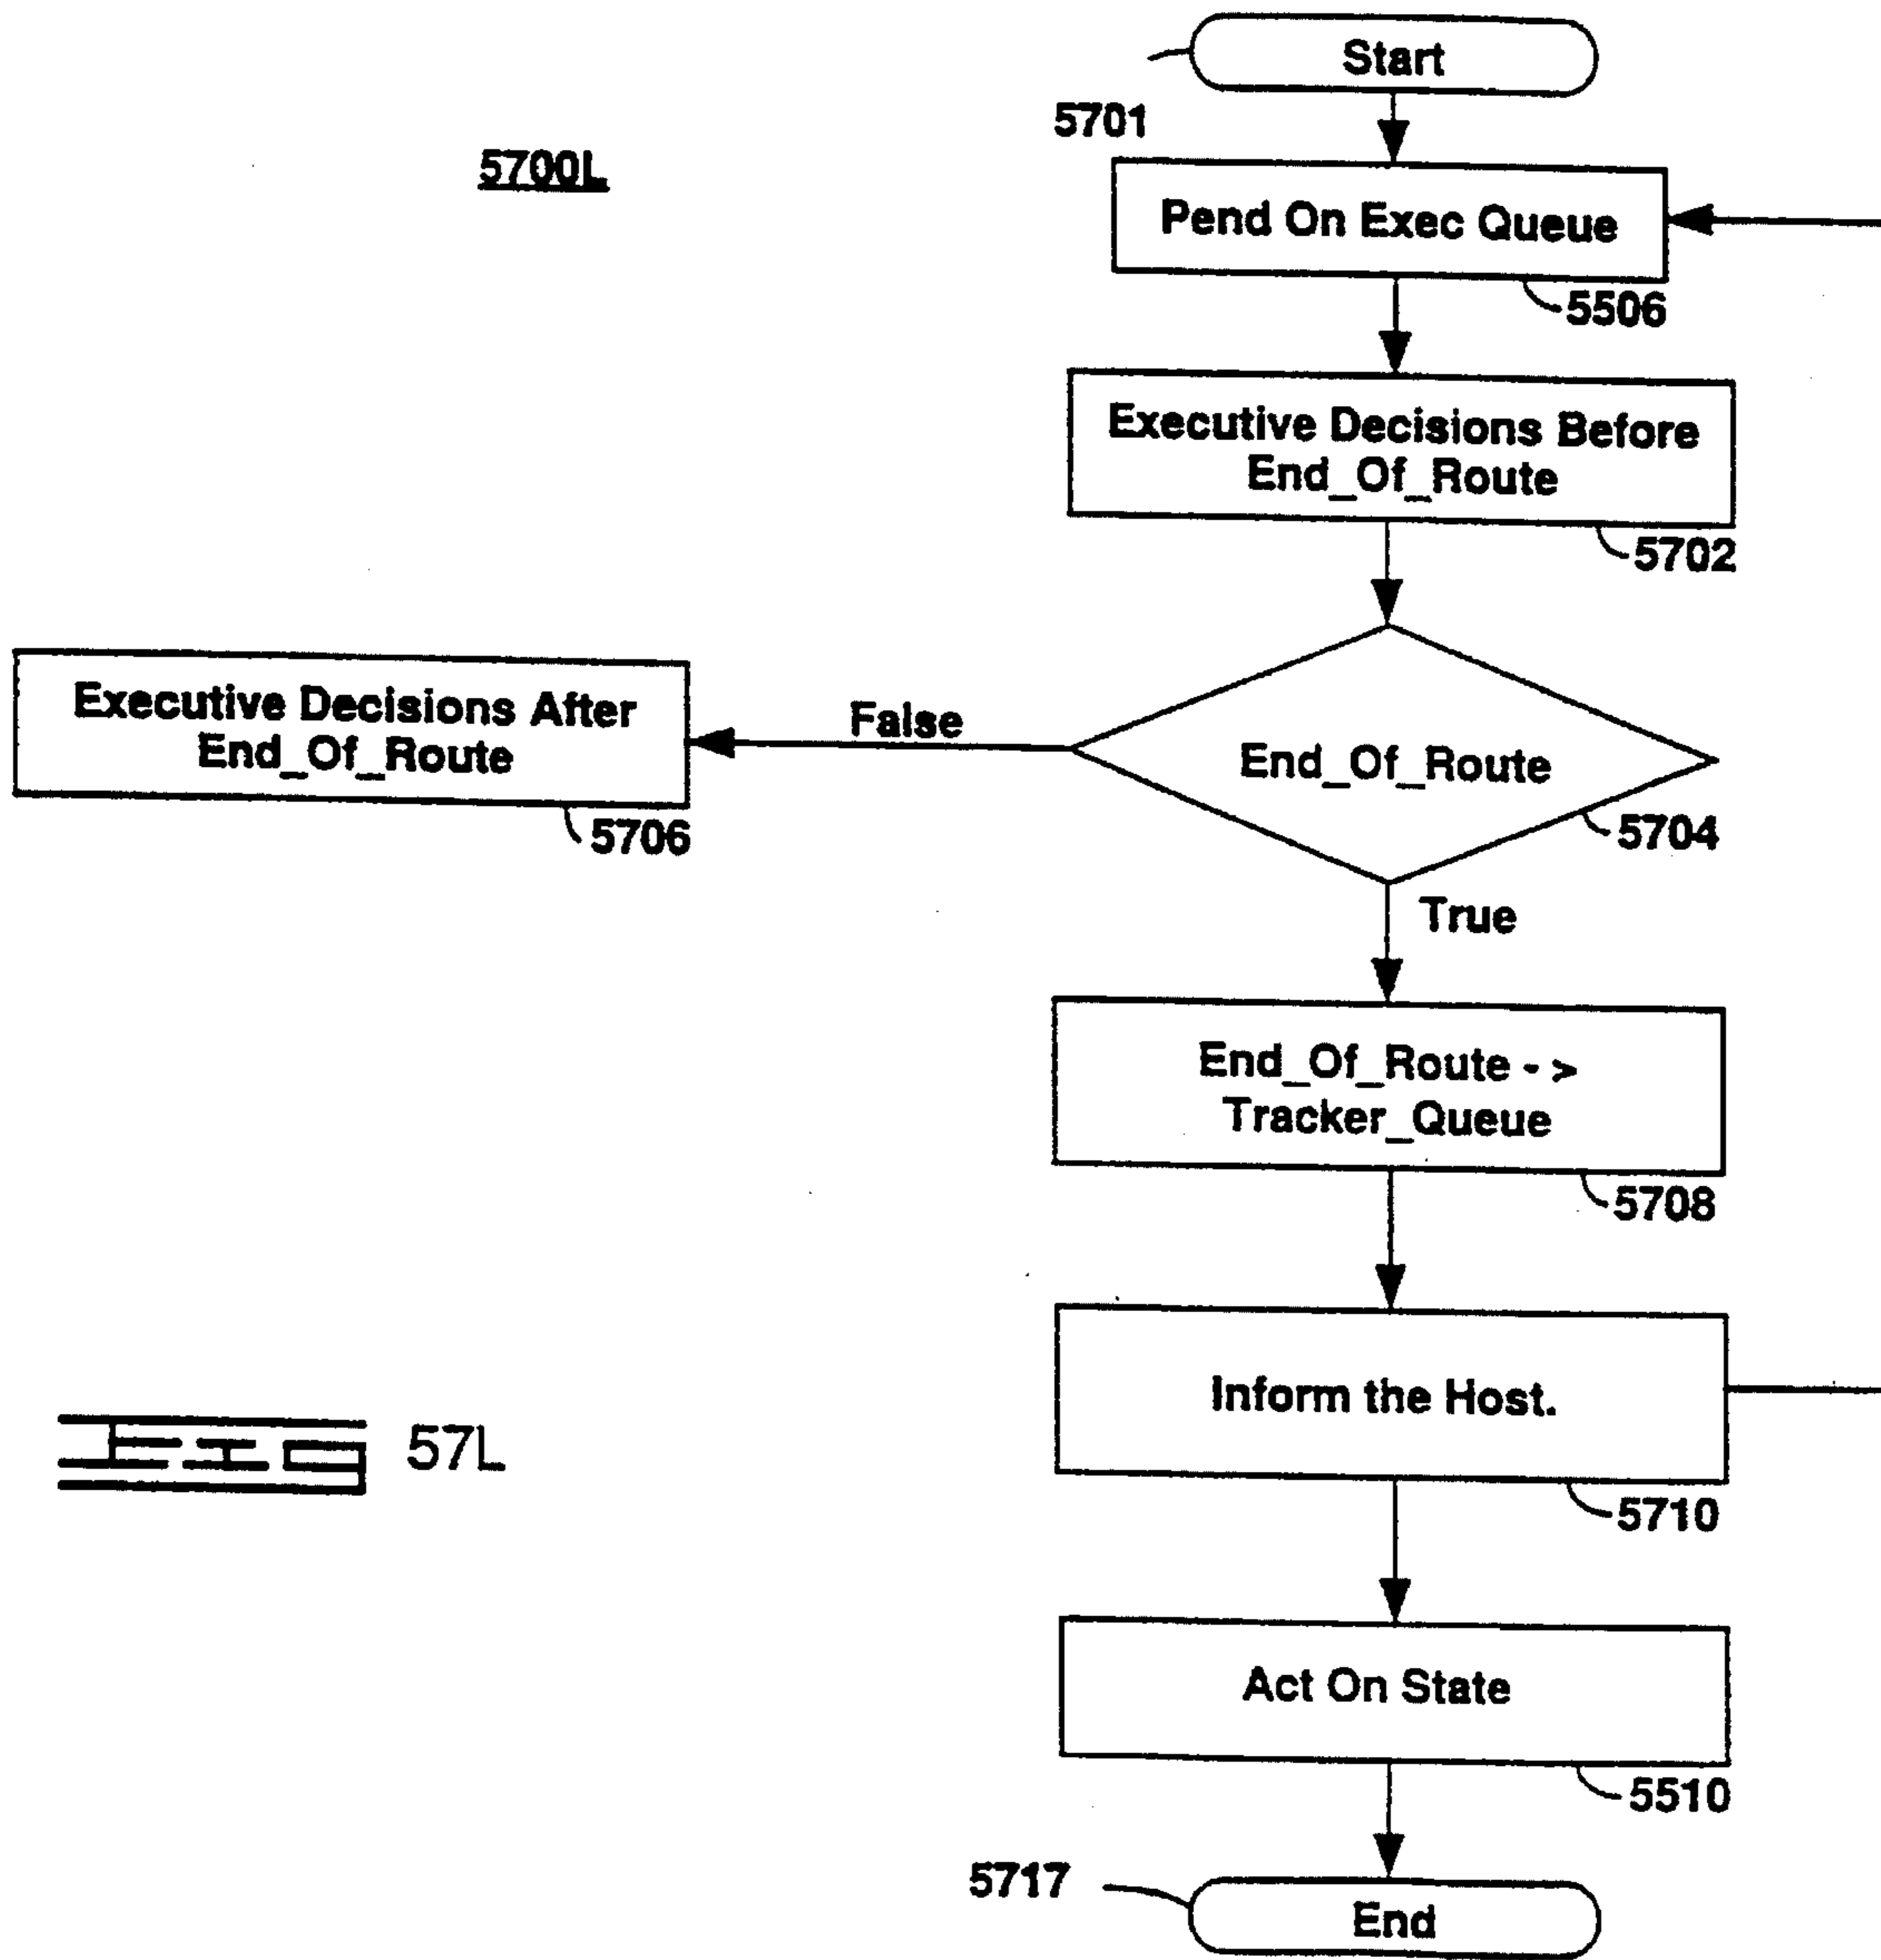 Start
5701
5700L
Pend On Exec Queue
5506
Executive Decisions Before
End_Of_Route
5702
Executive Decisions After
End_Of_Route
5706
False
End_Of_Route
5704
True
End_Of_Route - >
Tracker_Queue
5708
Inform the Host.
5710
FIG 57L
Act On State
5510
5717
End